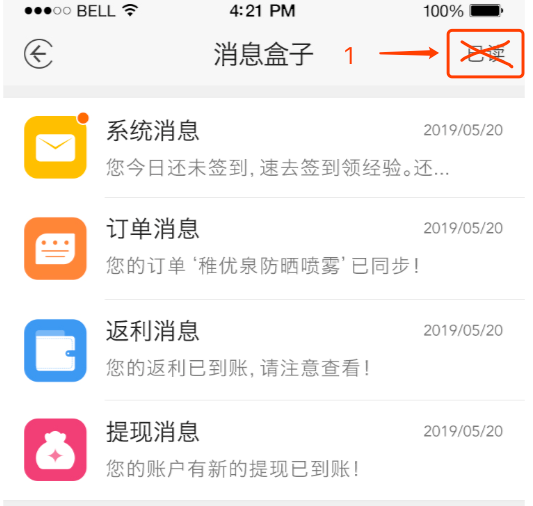 BELL 4:21 PM 100%
消息盒子 1 已读
系统消息 2019/05/20
您今日还未签到,速去签到领经验。还...
订单消息 2019/05/20
您的订单‘稚优泉防晒喷雾’已同步!
返利消息 2019/05/20
您的返利已到账,请注意查看!
提现消息 2019/05/20
您的账户有新的提现已到账!